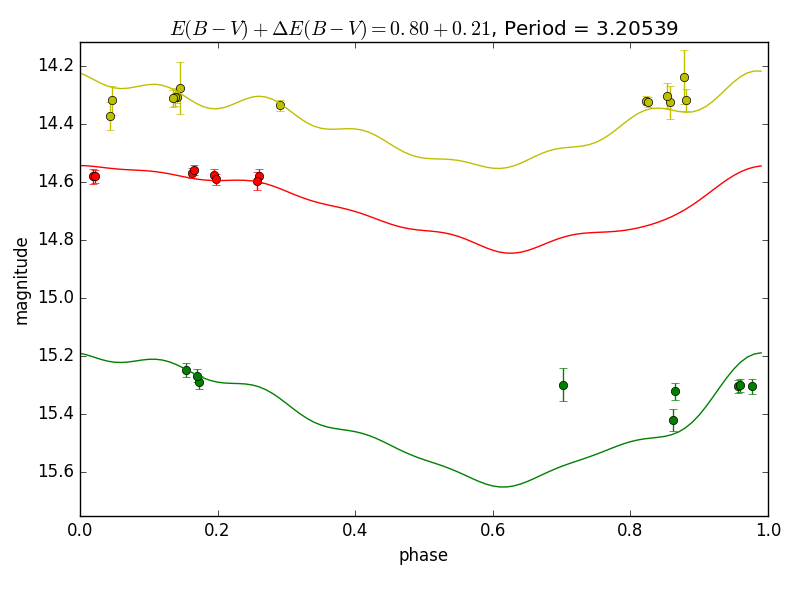 E(B − V) + ΔE(B − V) = 0.80 + 0.21, Period = 3.20539
14.2
14.4
14.6
14.8
15.0
15.2
15.4
15.6
magnitude
0.0 0.2 0.4 0.6 0.8 1.0
phase